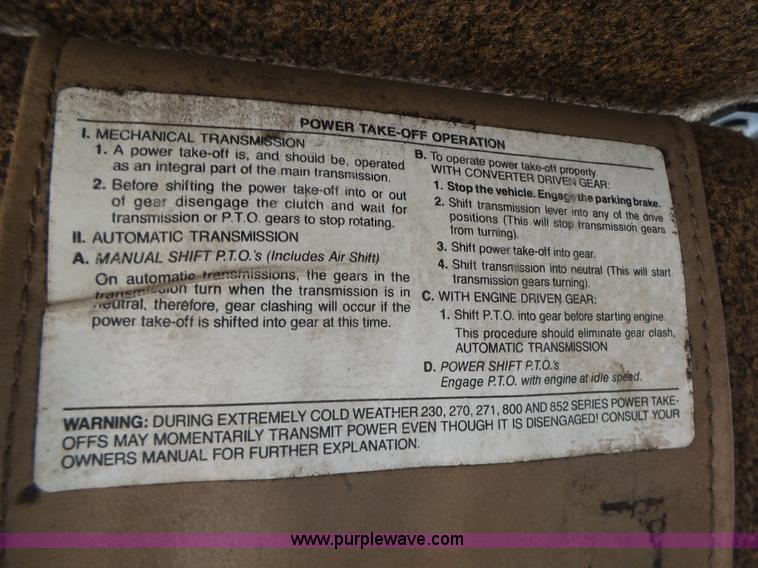 POWER TAKE-OFF OPERATION
I. MECHANICAL TRANSMISSION
1. A power take-off is, and should be, operated
as an integral part of the main transmission.
2. Before shifting the power take-off into or out
of gear disengage the clutch and wait for
transmission or P.T.O. gears to stop rotating.
II. AUTOMATIC TRANSMISSION
A. MANUAL SHIFT P.T.O.'s (Includes Air Shift)
On automatic transmissions, the gears in the
transmission turn when the transmission is in
neutral, therefore, gear clashing will occur if the
power take-off is shifted into gear at this time.
B. To operate power take-off properly.
WITH CONVERTER DRIVEN GEAR:
1. Stop the vehicle. Engage the parking brake.
2. Shift transmission lever into any of the drive
positions (This will stop transmission gears
from turning).
3. Shift power take-off into gear.
4. Shift transmission into neutral (This will start
transmission gears turning).
C. WITH ENGINE DRIVEN GEAR:
1. Shift P.T.O. into gear before starting engine.
This procedure should eliminate gear clash,
AUTOMATIC TRANSMISSION
D. POWER SHIFT P.T.O.'s
Engage P.T.O. with engine at idle speed.
WARNING: DURING EXTREMELY COLD WEATHER 230, 270, 271, 800 AND 852 SERIES POWER TAKE-
OFFS MAY MOMENTARILY TRANSMIT POWER EVEN THOUGH IT IS DISENGAGED! CONSULT YOUR
OWNERS MANUAL FOR FURTHER EXPLANATION.
www.purplewave.com